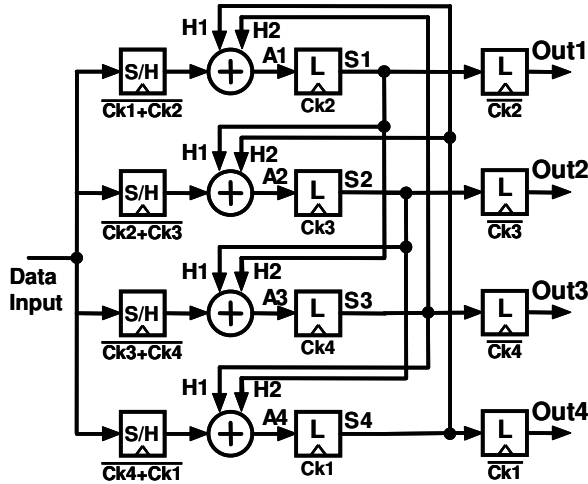 H1 H2 Out1
S/H A1 L S1 L
Ck1+Ck2 Ck2 Ck2
H1 H2 Out2
S/H A2 L S2 L
Ck2+Ck3 Ck3 Ck3
Data
Input
H1 H2 Out3
S/H A3 L S3 L
Ck3+Ck4 Ck4 Ck4
H1 H2 Out4
S/H A4 L S4 L
Ck4+Ck1 Ck1 Ck1